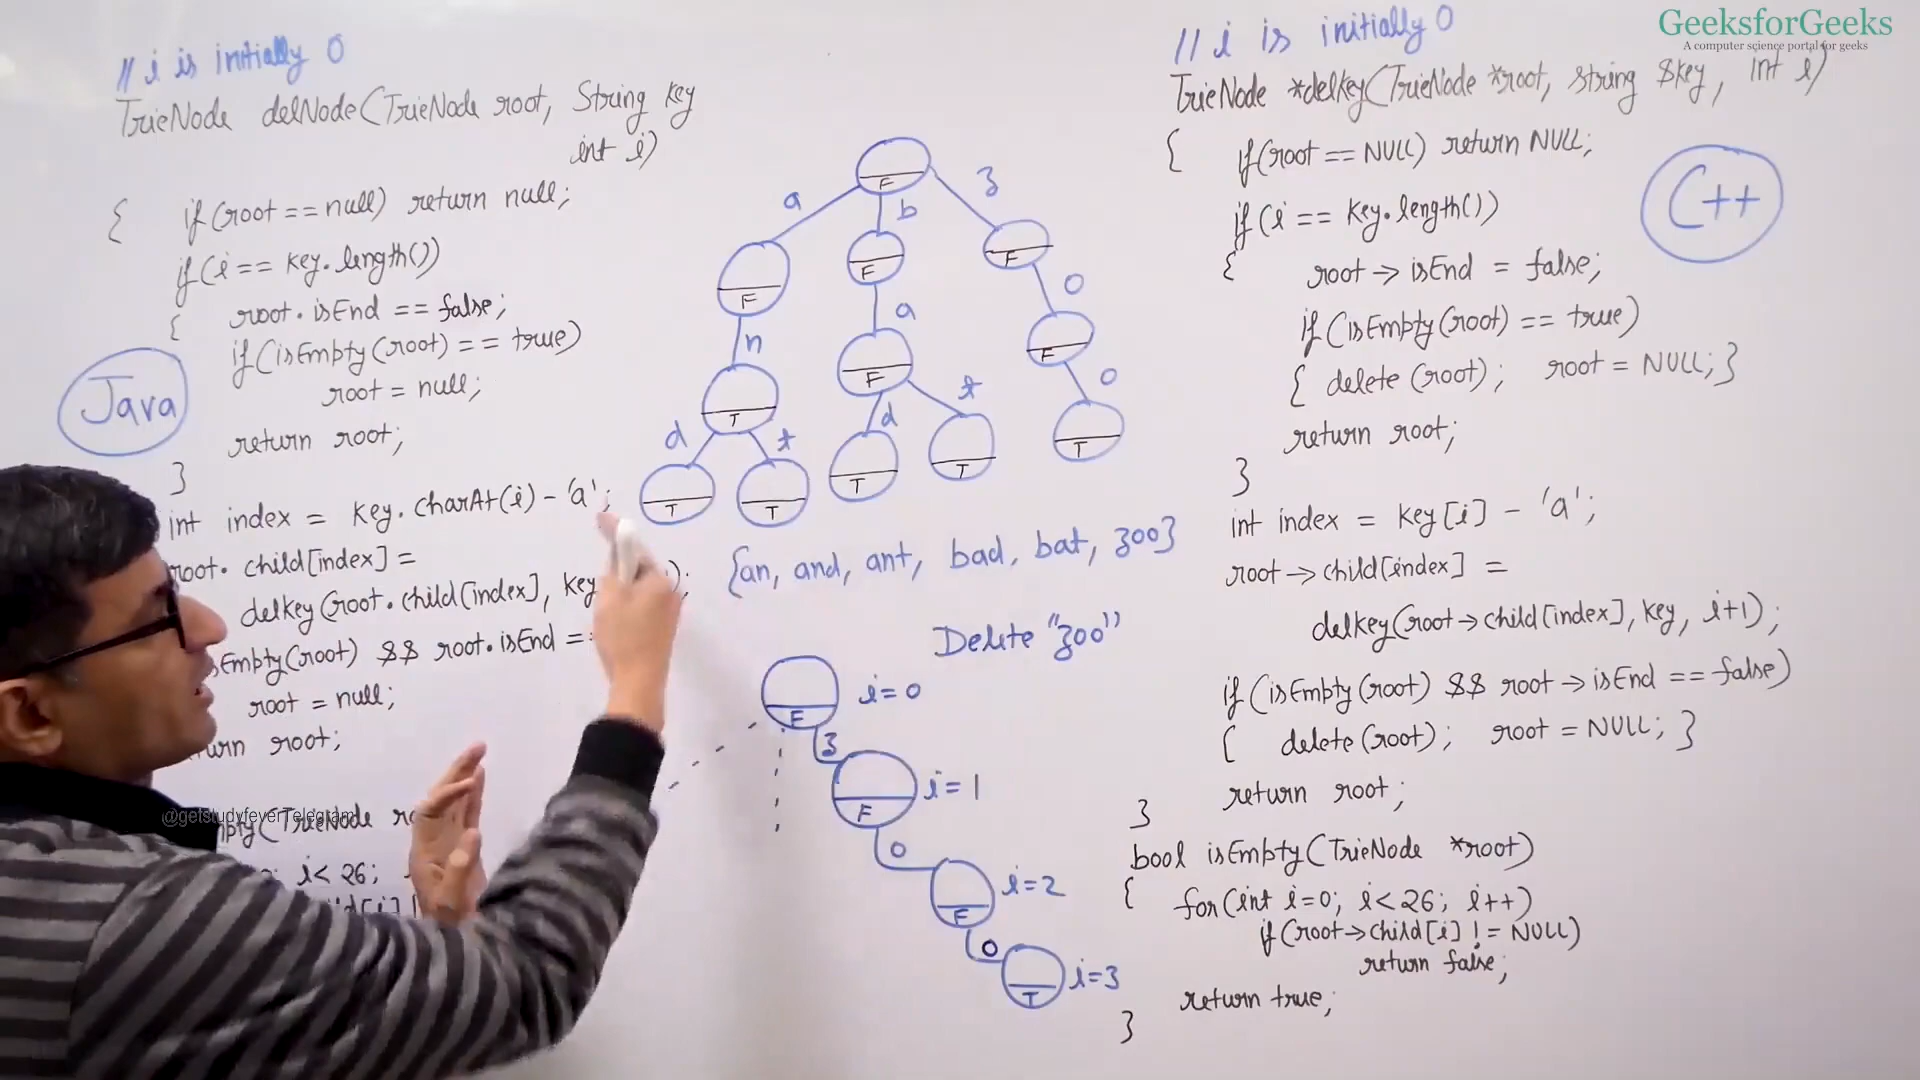 GeeksforGeeks
A computer science portal for geeks
// i is initially 0
TrieNode delNode(TrieNode root, String key
int i)
{ if(root == null) return null;
if(i == key.length())
{ root.isEnd == false;
if(isEmpty(root) == true)
root = null;
return root;
}
int index = key.charAt(i) - 'a';
root.child[index] =
delkey(root.child[index], key
Empty(root) && root.isEnd =
root = null;
root;
(TrieNode
i < 26;
Java
F
a b z
F F F
n a o
T F F
d t d t o
T T T T T
{an, and, ant, bad, bat, zoo}
Delete "zoo"
F i=0
z
F i=1
o
F i=2
o
T i=3
// i is initially 0
TrieNode *delkey(TrieNode *root, string &key, int i)
{ if(root == NULL) return NULL;
if(i == key.length())
{ root -> isEnd = false;
if(isEmpty(root) == true)
{ delete (root); root = NULL; }
return root;
}
int index = key[i] - 'a';
root -> child[index] =
delkey(root -> child[index], key, i+1);
if(isEmpty(root) && root -> isEnd == false)
{ delete(root); root = NULL; }
return root;
}
bool isEmpty(TrieNode *root)
{ for(int i=0; i<26; i++)
if(root -> child[i] != NULL)
return false;
return true;
}
C++
@getstudyfeverTelegram